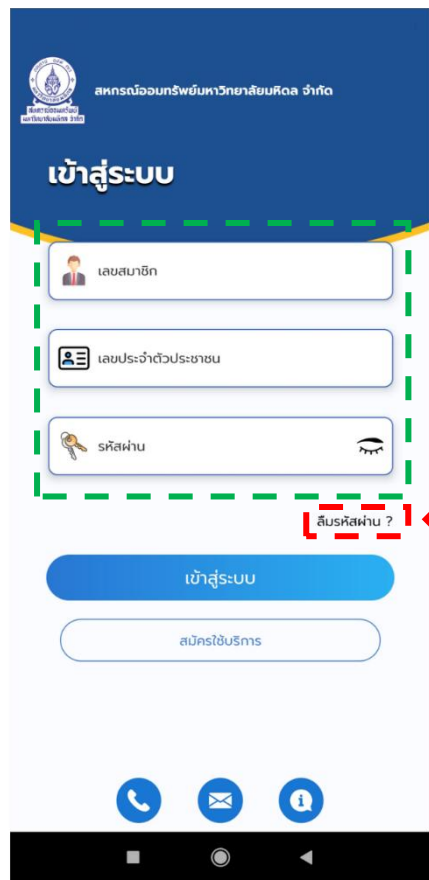 สหกรณ์ออมทรัพย์มหาวิทยาลัยมหิดล จำกัด
เข้าสู่ระบบ
เลขสมาชิก
เลขประจำตัวประชาชน
รหัสผ่าน
ลืมรหัสผ่าน ?
เข้าสู่ระบบ
สมัครใช้บริการ